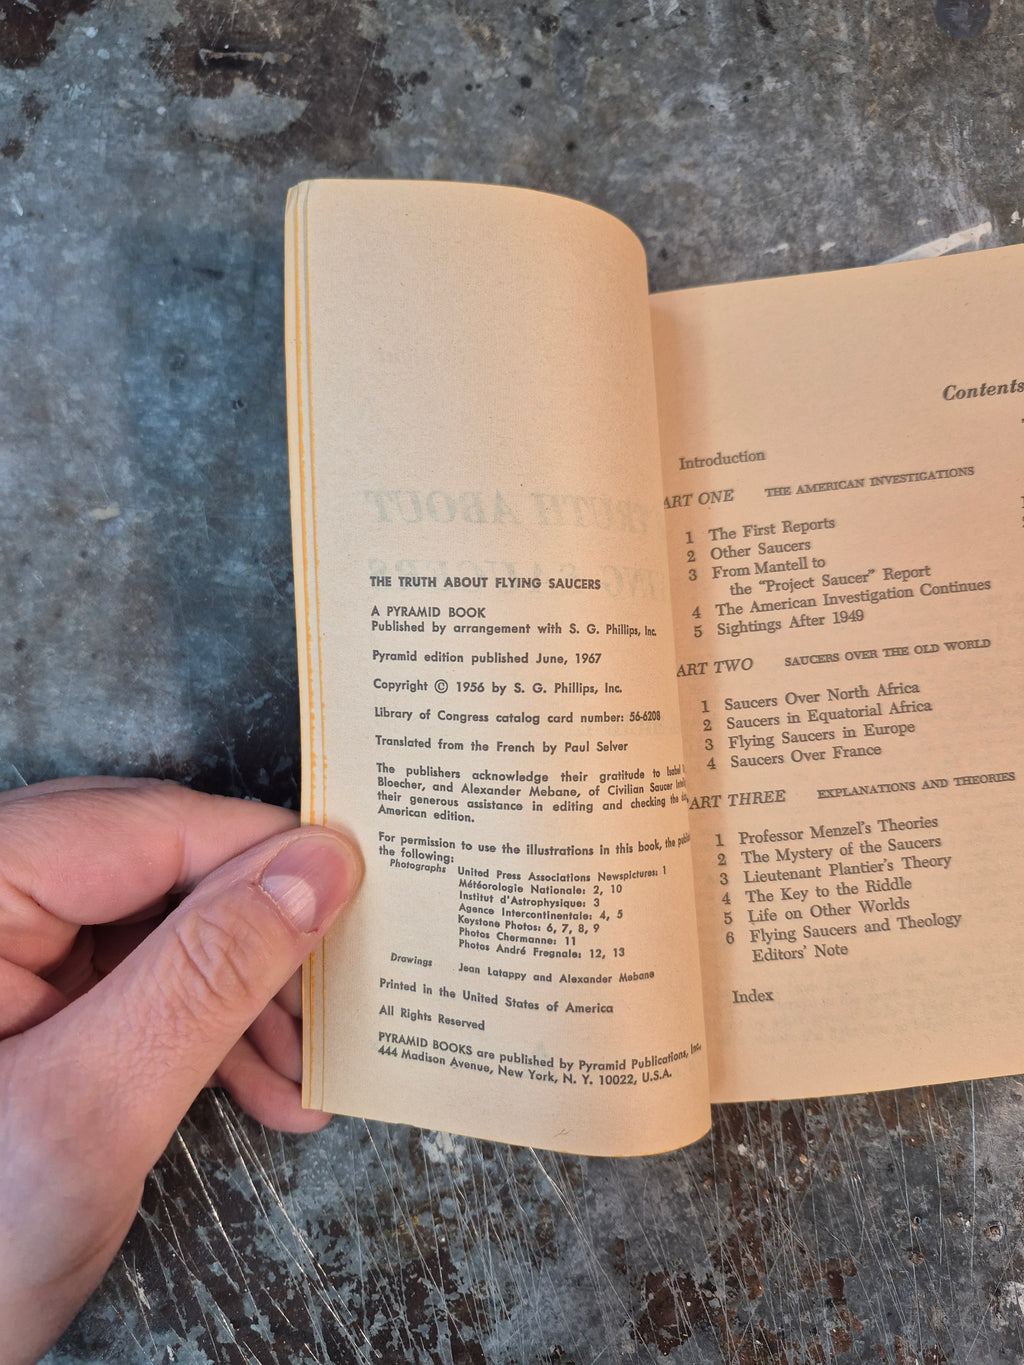 THE TRUTH ABOUT FLYING SAUCERS
A PYRAMID BOOK
Published by arrangement with S. G. Phillips, Inc.
Pyramid edition published June, 1967
Copyright © 1956 by S. G. Phillips, Inc.
Library of Congress catalog card number: 56-6208
Translated from the French by Paul Selver
The publishers acknowledge their gratitude to Isabel
Bloecher, and Alexander Mebane, of Civilian Saucer
their generous assistance in editing and checking the
American edition.
For permission to use the illustrations in this book, the
the following:
Photographs United Press Associations Newspictures: 1
Météorologie Nationale: 2, 10
Institut d'Astrophysique: 3
Agence Intercontinentale: 4, 5
Keystone Photos: 6, 7, 8, 9
Photos Chermanne: 11
Photos André Fregnale: 12, 13
Drawings Jean Latappy and Alexander Mebane
Printed in the United States of America
All Rights Reserved
PYRAMID BOOKS are published by Pyramid Publications, Inc.
444 Madison Avenue, New York, N. Y. 10022, U.S.A.
Contents
Introduction
ART ONE THE AMERICAN INVESTIGATIONS
1 The First Reports
2 Other Saucers
3 From Mantell to
the "Project Saucer" Report
4 The American Investigation Continues
5 Sightings After 1949
ART TWO SAUCERS OVER THE OLD WORLD
1 Saucers Over North Africa
2 Saucers in Equatorial Africa
3 Flying Saucers in Europe
4 Saucers Over France
ART THREE EXPLANATIONS AND THEORIES
1 Professor Menzel's Theories
2 The Mystery of the Saucers
3 Lieutenant Plantier's Theory
4 The Key to the Riddle
5 Life on Other Worlds
6 Flying Saucers and Theology
Editors' Note
Index